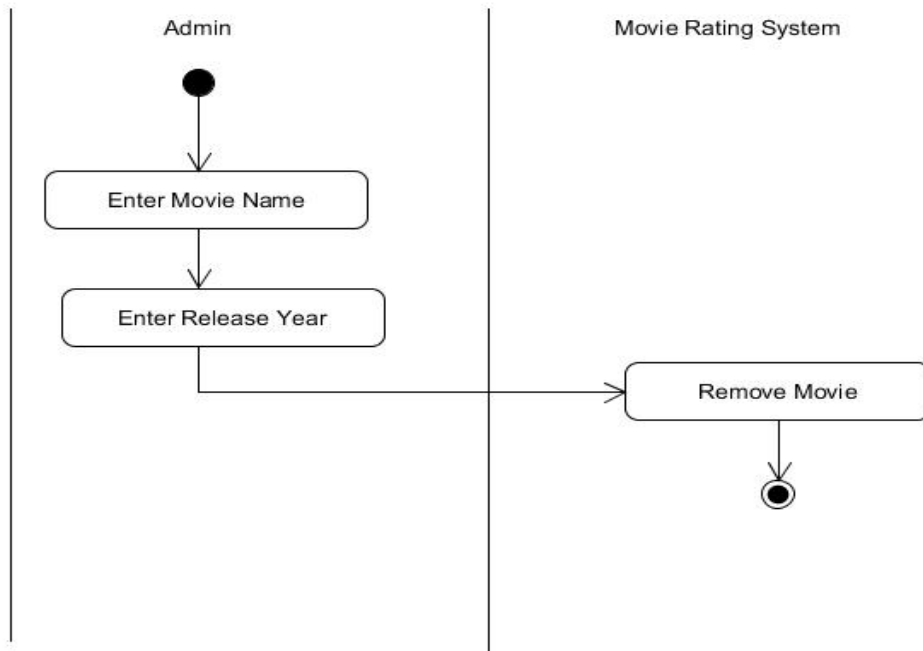 Admin
Movie Rating System
Enter Movie Name
Enter Release Year
Remove Movie